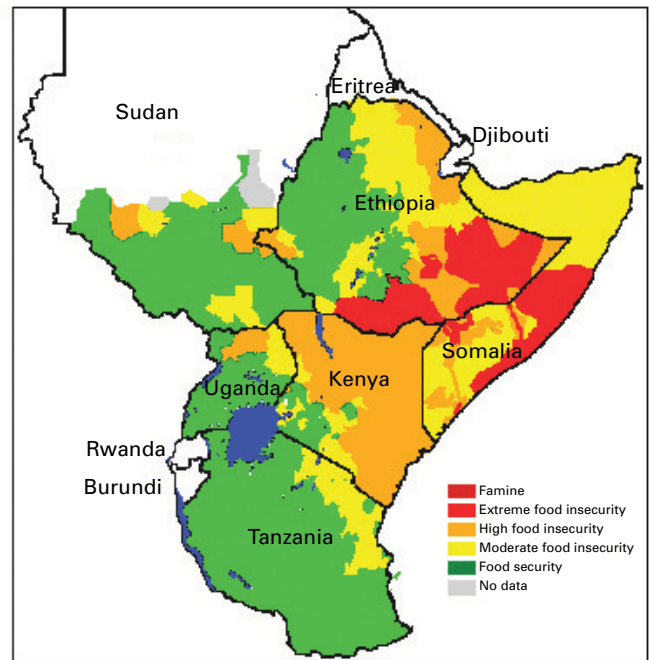 Eritrea
Sudan
Djibouti
Ethiopia
Somalia
Kenya
Uganda
Rwanda
Burundi
Tanzania
Famine
Extreme food insecurity
High food insecurity
Moderate food insecurity
Food security
No data